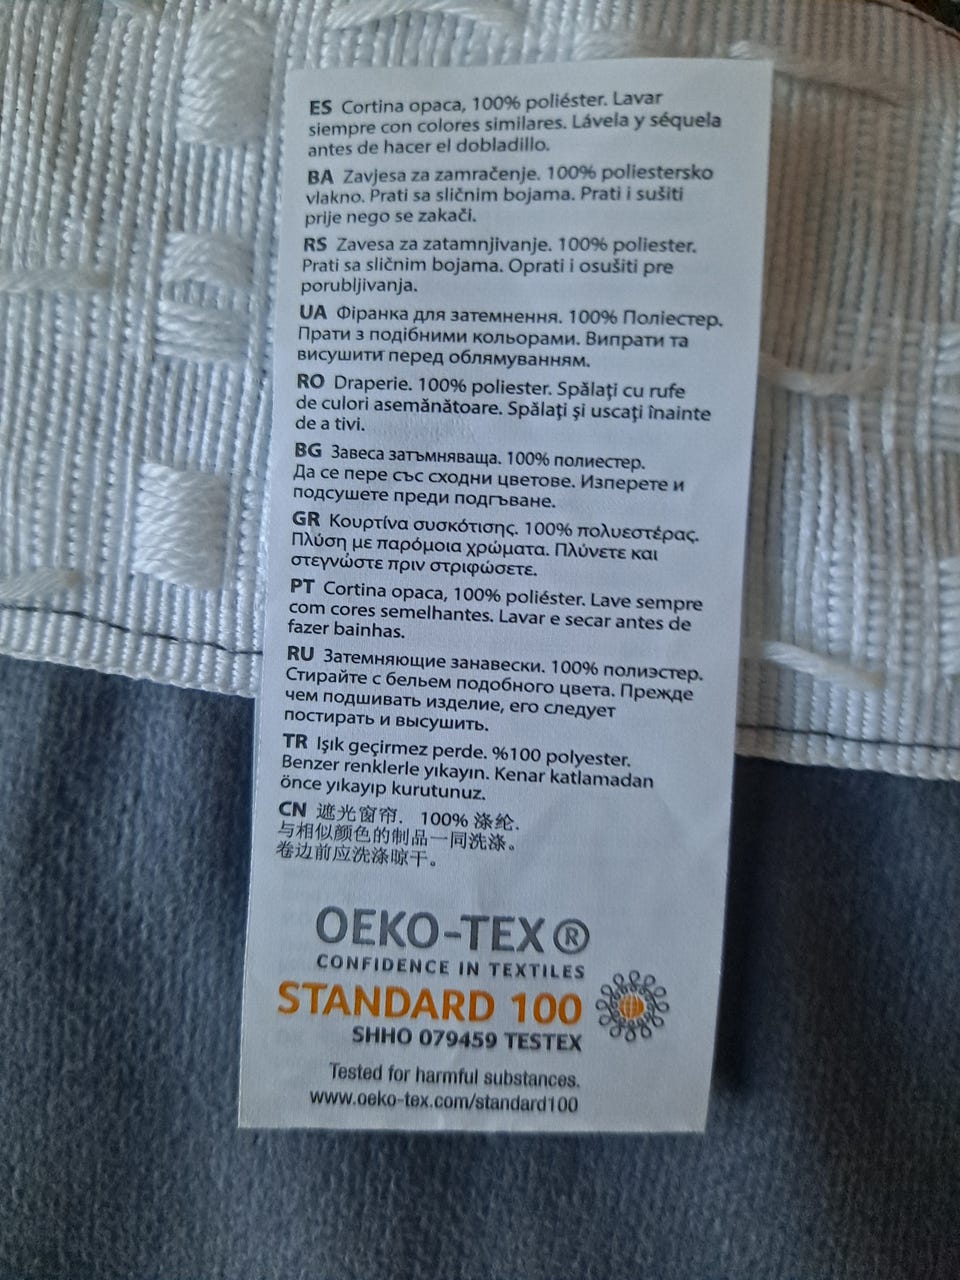 ES Cortina opaca, 100% poliéster. Lavar
siempre con colores similares. Lávela y séquela
antes de hacer el dobladillo.
BA Zavjesa za zamračenje. 100% poliestersko
vlakno. Prati sa sličnim bojama. Prati i sušiti
prije nego se zakači.
RS Zavesa za zatamnjivanje. 100% poliester.
Prati sa sličnim bojama. Oprati i osušiti pre
porubljivanja.
UA Фіранка для затемнення. 100% Поліестер.
Прати з подібними кольорами. Випрати та
висушити перед облямуванням.
RO Draperie. 100% poliester. Spălaţi cu rufe
de culori asemănătoare. Spălaţi şi uscaţi înainte
de a tivi.
BG Завеса затъмняваща. 100% полиестер.
Да се пере със сходни цветове. Изперете и
подсушете преди подгъване.
GR Κουρτίνα συσκότισης. 100% πολυεστέρας.
Πλύση με παρόμοια χρώματα. Πλύνετε και
στεγνώστε πριν στριφώσετε.
PT Cortina opaca, 100% poliéster. Lave sempre
com cores semelhantes. Lavar e secar antes de
fazer bainhas.
RU Затемняющие занавески. 100% полиэстер.
Стирайте с бельем подобного цвета. Прежде
чем подшивать изделие, его следует
постирать и высушить.
TR Işık geçirmez perde. %100 polyester.
Benzer renklerle yıkayın. Kenar katlamadan
önce yıkayıp kurutunuz.
CN 遮光窗帘. 100% 涤纶.
与相似颜色的制品一同洗涤。
卷边前应洗涤晾干。
OEKO-TEX®
CONFIDENCE IN TEXTILES
STANDARD 100
SHHO 079459 TESTEX
Tested for harmful substances.
www.oeko-tex.com/standard100